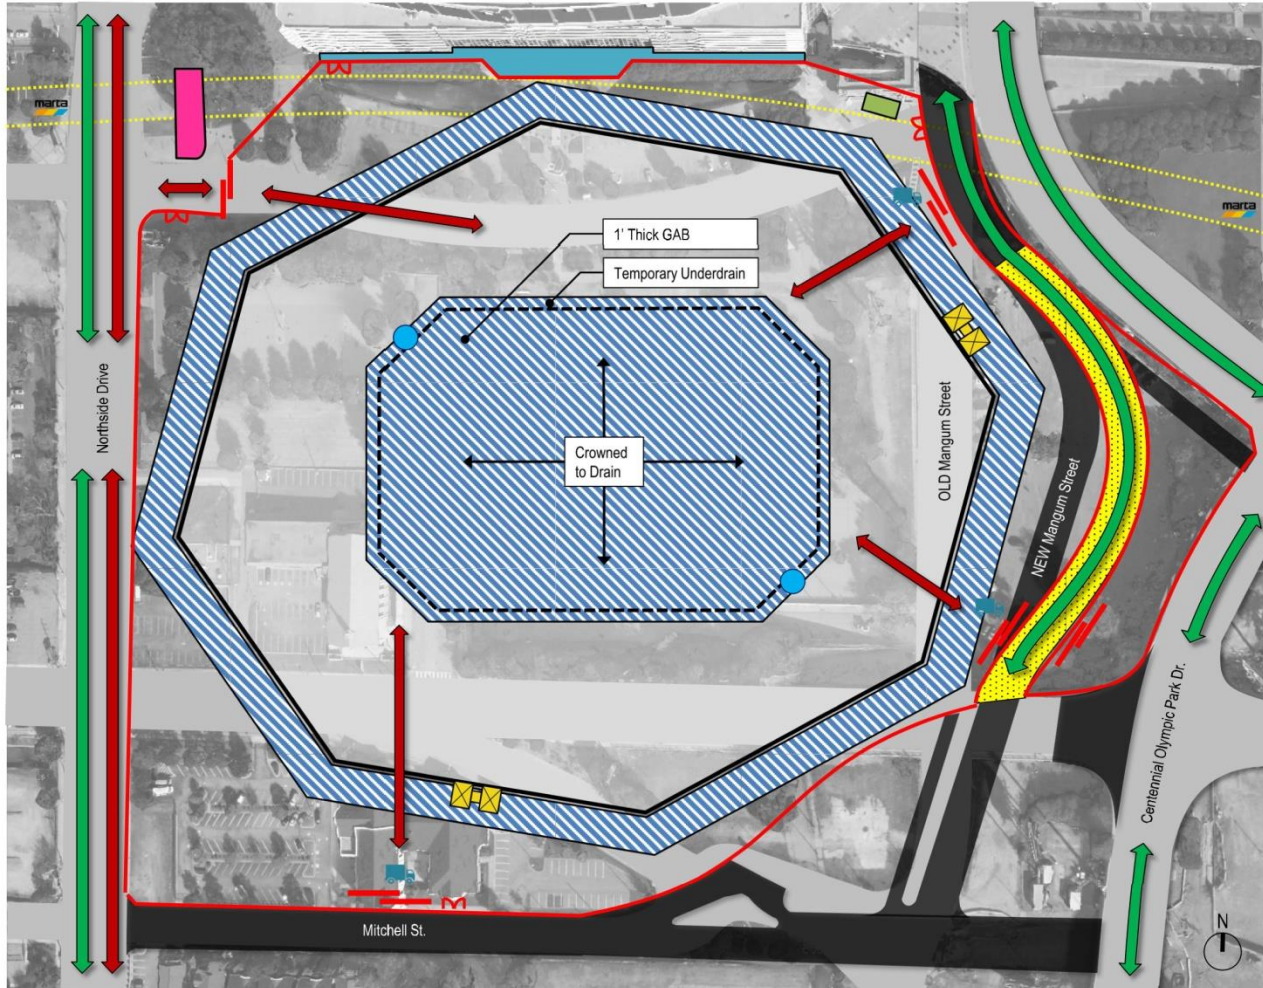 marta
marta
1' Thick GAB
Temporary Underdrain
Northside Drive
Crowned
to Drain
OLD Mangum Street
NEW Mangum Street
Centennial Olympic Park Dr.
Mitchell St.
N